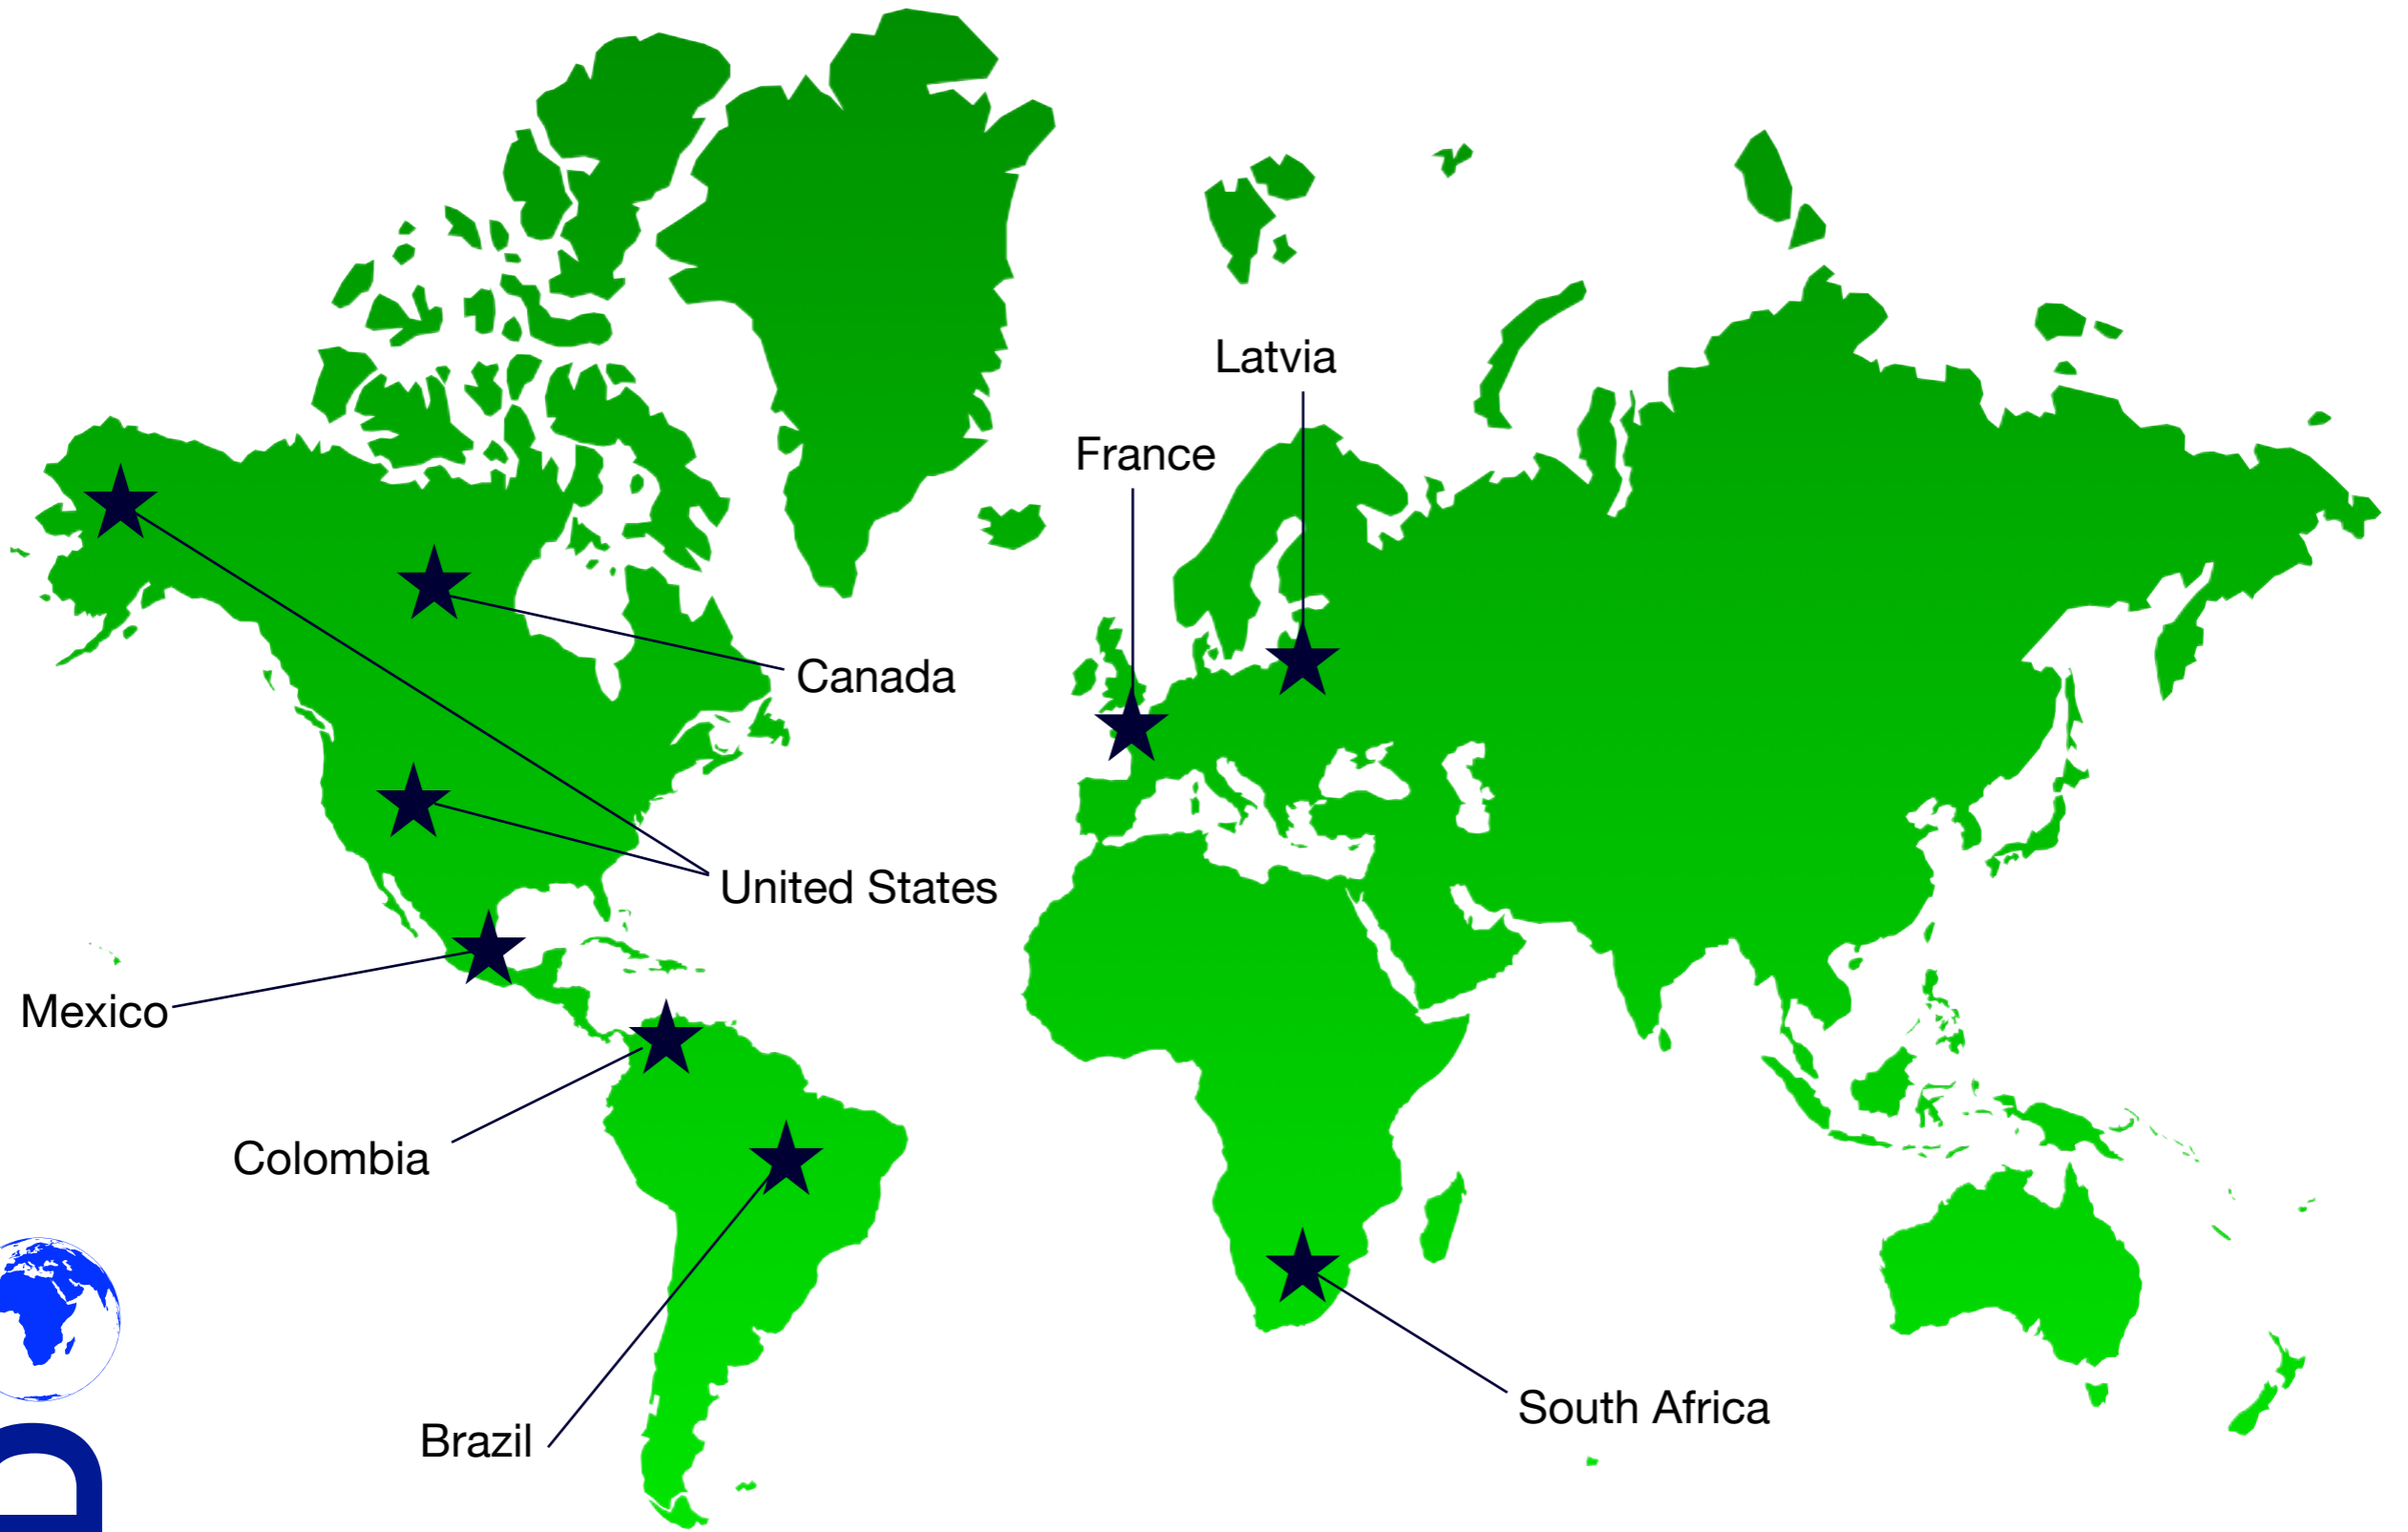 Latvia
France
Canada
United States
Mexico
Colombia
Brazil
South Africa
D